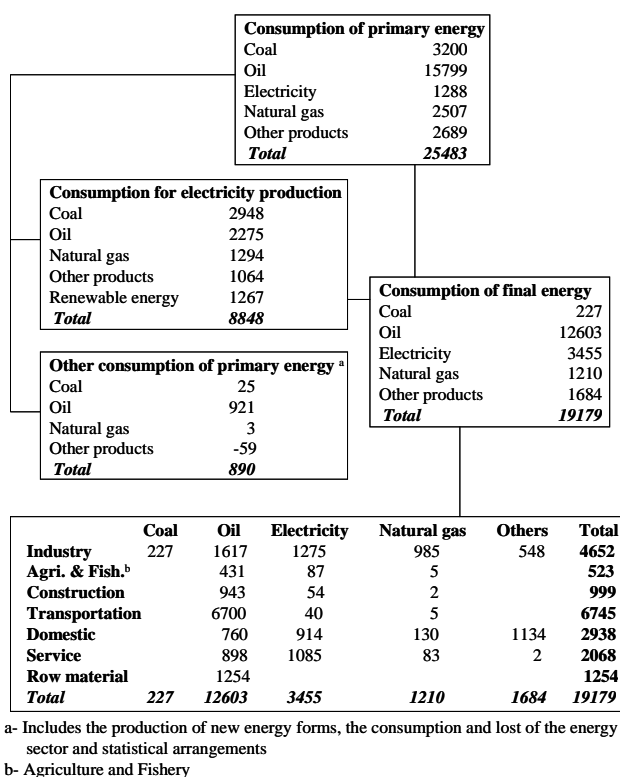 Consumption of primary energy
Coal 3200
Oil 15799
Electricity 1288
Natural gas 2507
Other products 2689
Total 25483
Consumption for electricity production
Coal 2948
Oil 2275
Natural gas 1294
Other products 1064
Renewable energy 1267
Total 8848
Consumption of final energy
Coal 227
Oil 12603
Electricity 3455
Natural gas 1210
Other products 1684
Total 19179
Other consumption of primary energy a
Coal 25
Oil 921
Natural gas 3
Other products -59
Total 890
Coal Oil Electricity Natural gas Others Total
Industry 227 1617 1275 985 548 4652
Agri. & Fish.b 431 87 5 523
Construction 943 54 2 999
Transportation 6700 40 5 6745
Domestic 760 914 130 1134 2938
Service 898 1085 83 2 2068
Row material 1254 1254
Total 227 12603 3455 1210 1684 19179
a- Includes the production of new energy forms, the consumption and lost of the energy
sector and statistical arrangements
b- Agriculture and Fishery